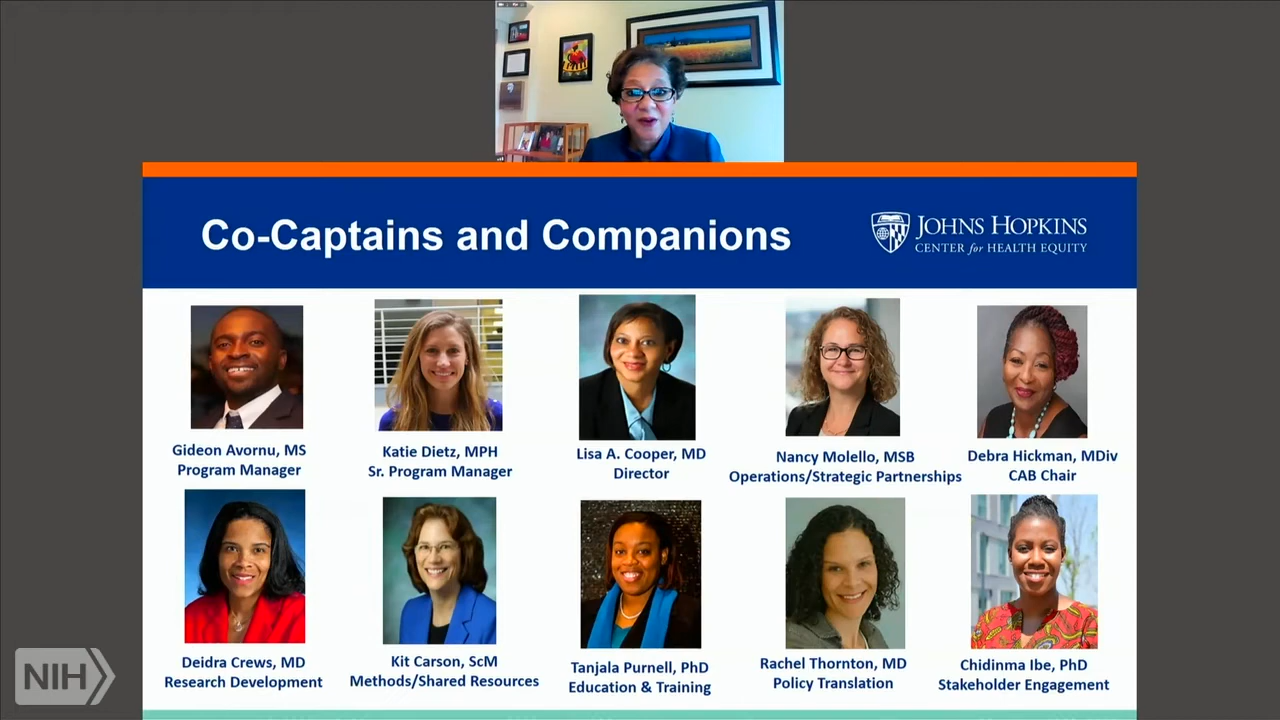 Co-Captains and Companions
JOHNS HOPKINS
CENTER for HEALTH EQUITY
Gideon Avornu, MS
Program Manager
Katie Dietz, MPH
Sr. Program Manager
Lisa A. Cooper, MD
Director
Nancy Molello, MSB
Operations/Strategic Partnerships
Debra Hickman, MDiv
CAB Chair
Deidra Crews, MD
Research Development
Kit Carson, ScM
Methods/Shared Resources
Tanjala Purnell, PhD
Education & Training
Rachel Thornton, MD
Policy Translation
Chidinma Ibe, PhD
Stakeholder Engagement
NIH